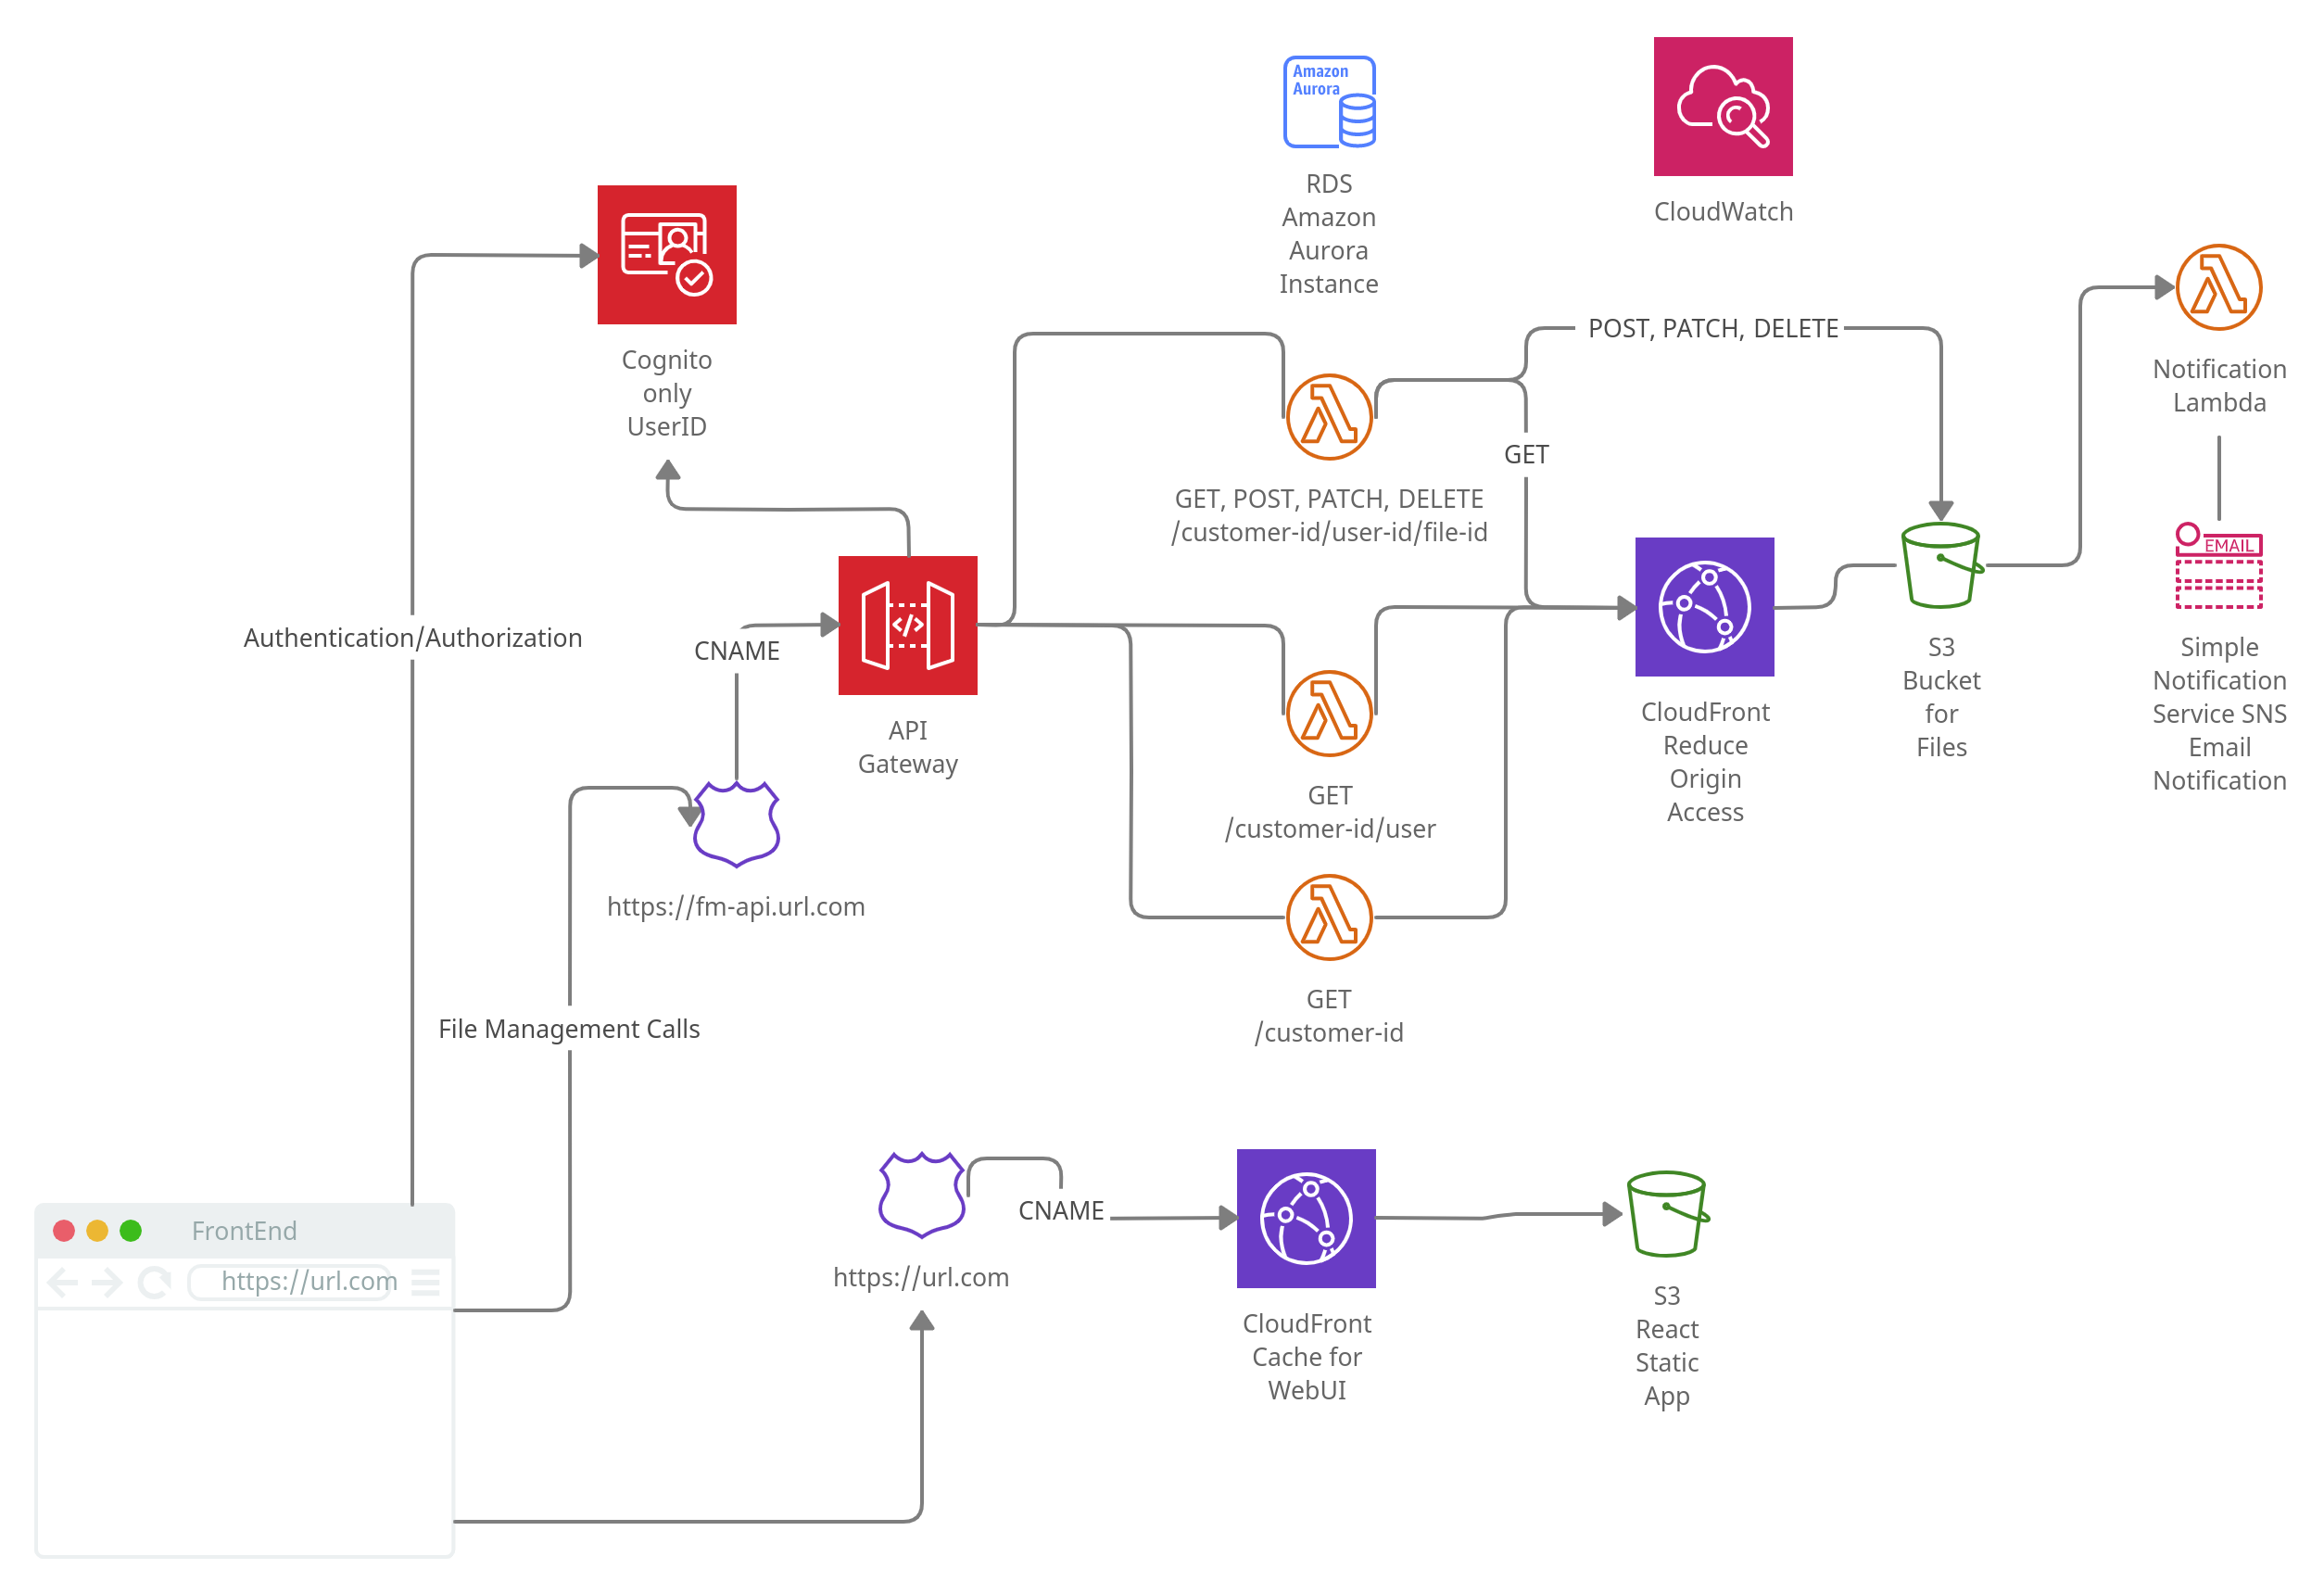 Amazon
Aurora
RDS
Amazon
Aurora
Instance
CloudWatch
Cognito
only
UserID
POST, PATCH, DELETE
Notification
Lambda
GET
GET, POST, PATCH, DELETE
/customer-id/user-id/file-id
EMAIL
Authentication/Authorization
CNAME
API
Gateway
S3
Bucket
for
Files
Simple
Notification
Service SNS
Email
Notification
CloudFront
Reduce
Origin
Access
GET
/customer-id/user
https://fm-api.url.com
File Management Calls
GET
/customer-id
CNAME
FrontEnd
https://url.com
https://url.com
CloudFront
Cache for
WebUI
S3
React
Static
App